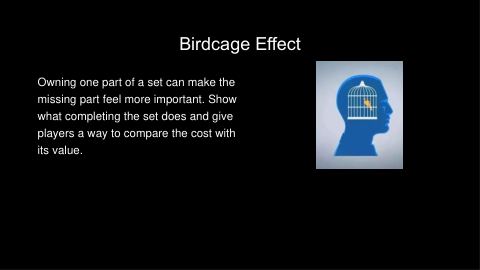 Birdcage Effect
Owning one part of a set can make the
missing part feel more important. Show
what completing the set does and give
players a way to compare the cost with
its value.